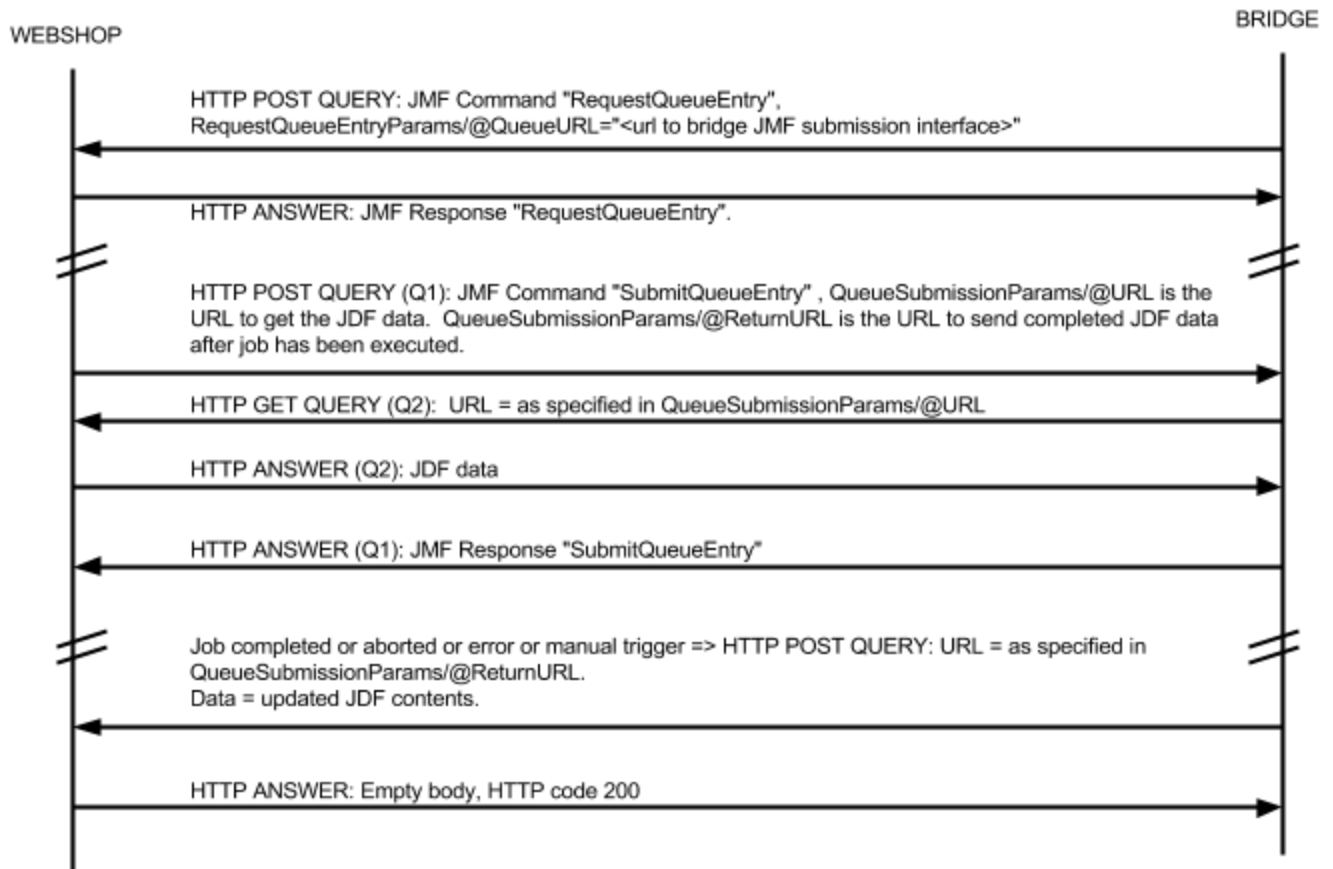 WEBSHOP
BRIDGE
HTTP POST QUERY: JMF Command "RequestQueueEntry",
RequestQueueEntryParams/@QueueURL="<url to bridge JMF submission interface>"
HTTP ANSWER: JMF Response "RequestQueueEntry".
HTTP POST QUERY (Q1): JMF Command "SubmitQueueEntry" , QueueSubmissionParams/@URL is the
URL to get the JDF data.  QueueSubmissionParams/@ReturnURL is the URL to send completed JDF data
after job has been executed.
HTTP GET QUERY (Q2):  URL = as specified in QueueSubmissionParams/@URL
HTTP ANSWER (Q2): JDF data
HTTP ANSWER (Q1): JMF Response "SubmitQueueEntry"
Job completed or aborted or error or manual trigger => HTTP POST QUERY: URL = as specified in
QueueSubmissionParams/@ReturnURL.
Data = updated JDF contents.
HTTP ANSWER: Empty body, HTTP code 200